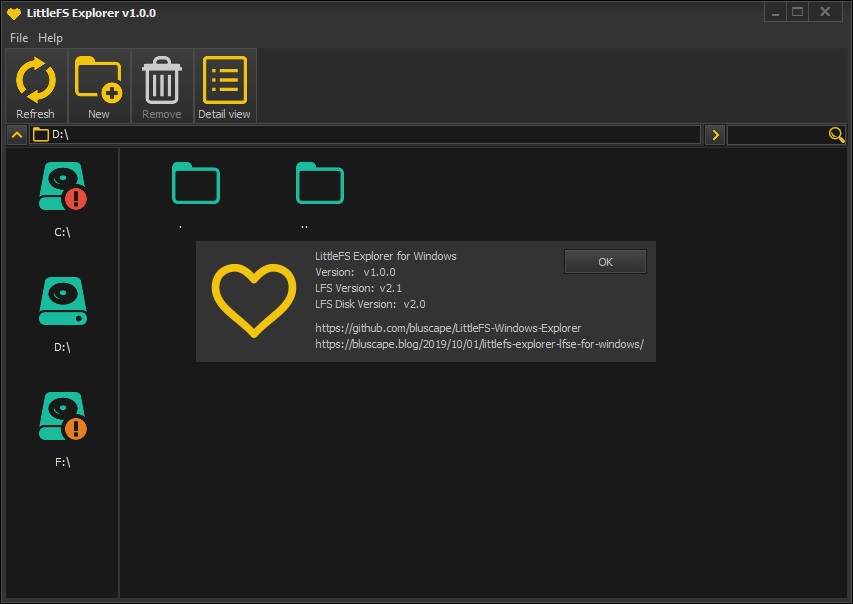 LittleFS Explorer v1.0.0
File Help
Refresh New Remove Detail view
D:\
C:\
. ..
LittleFS Explorer for Windows
Version: v1.0.0
LFS Version: v2.1
LFS Disk Version: v2.0
OK
https://github.com/bluscape/LittleFS-Windows-Explorer
https://bluscape.blog/2019/10/01/littlefs-explorer-lfse-for-windows/
D:\
F:\